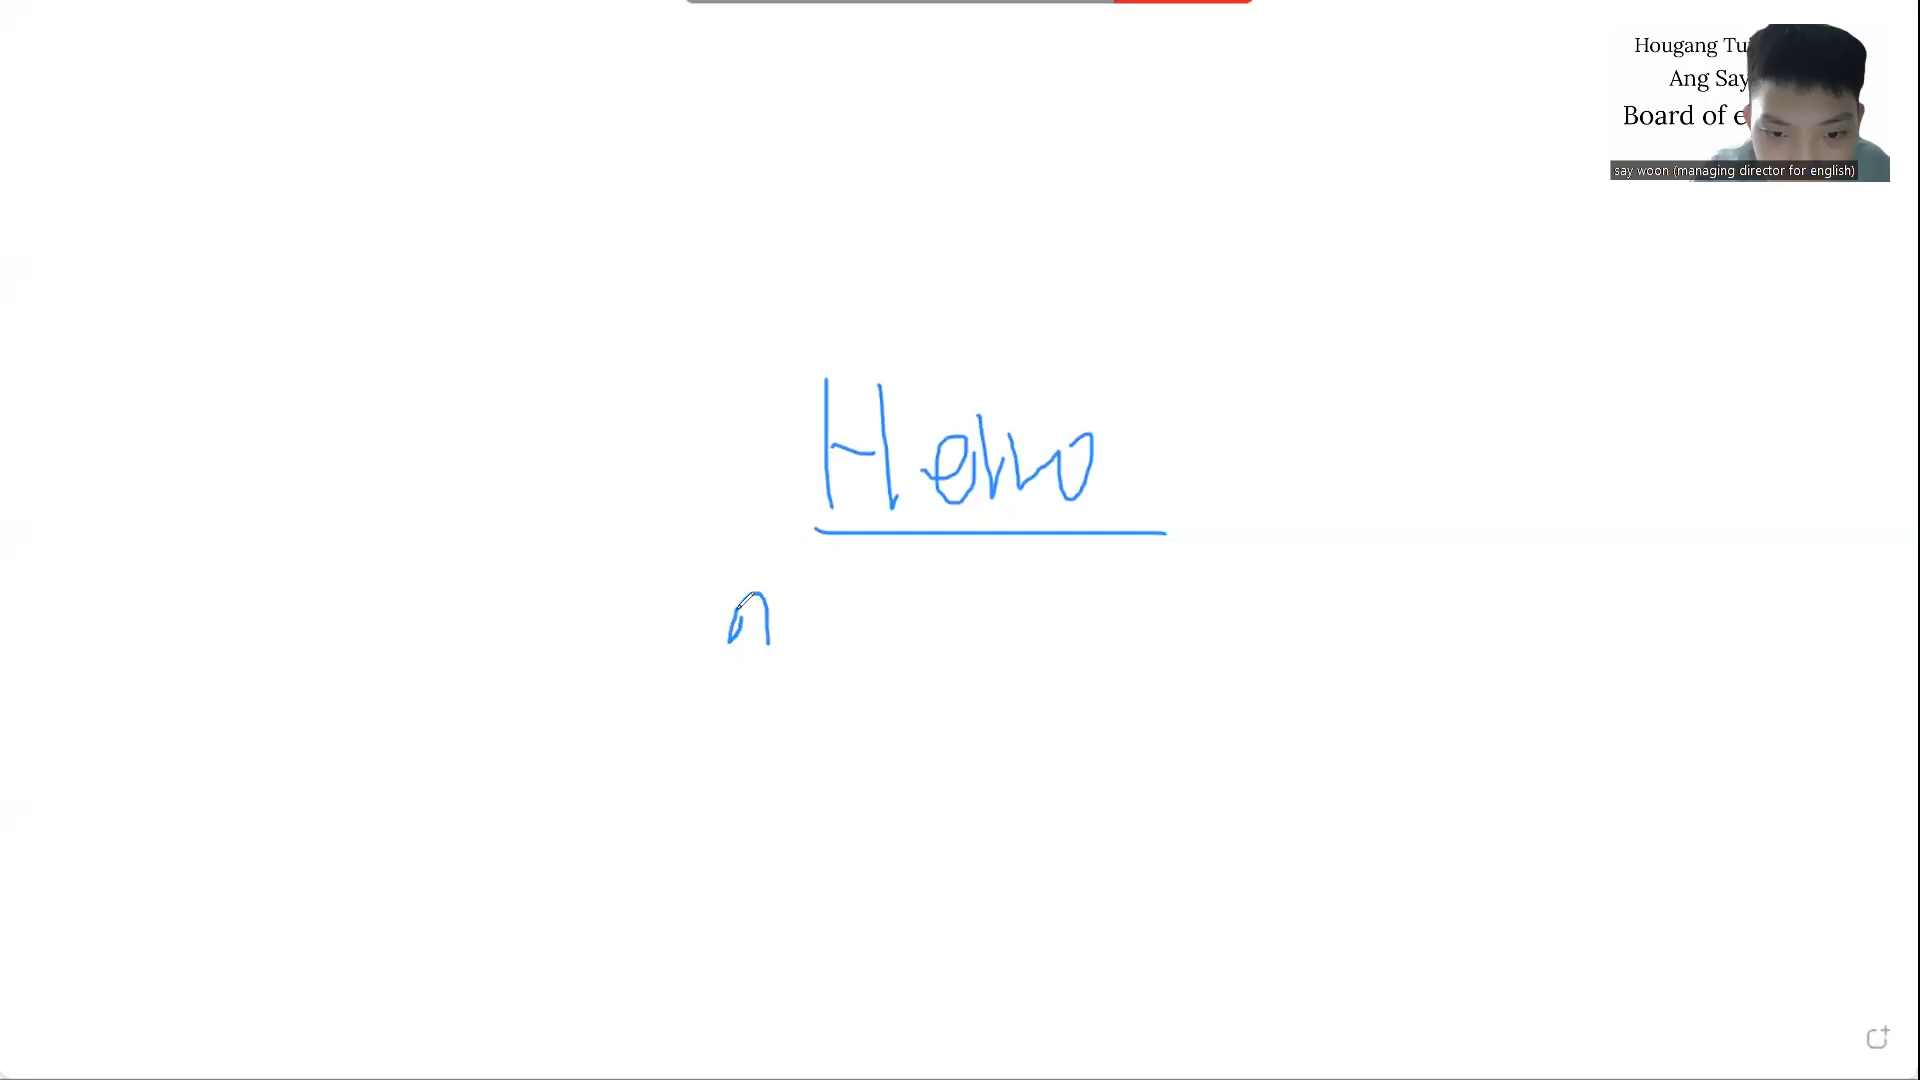 Hougang Tu
Ang Say
Board of e
say woon (managing director for english)
Hello